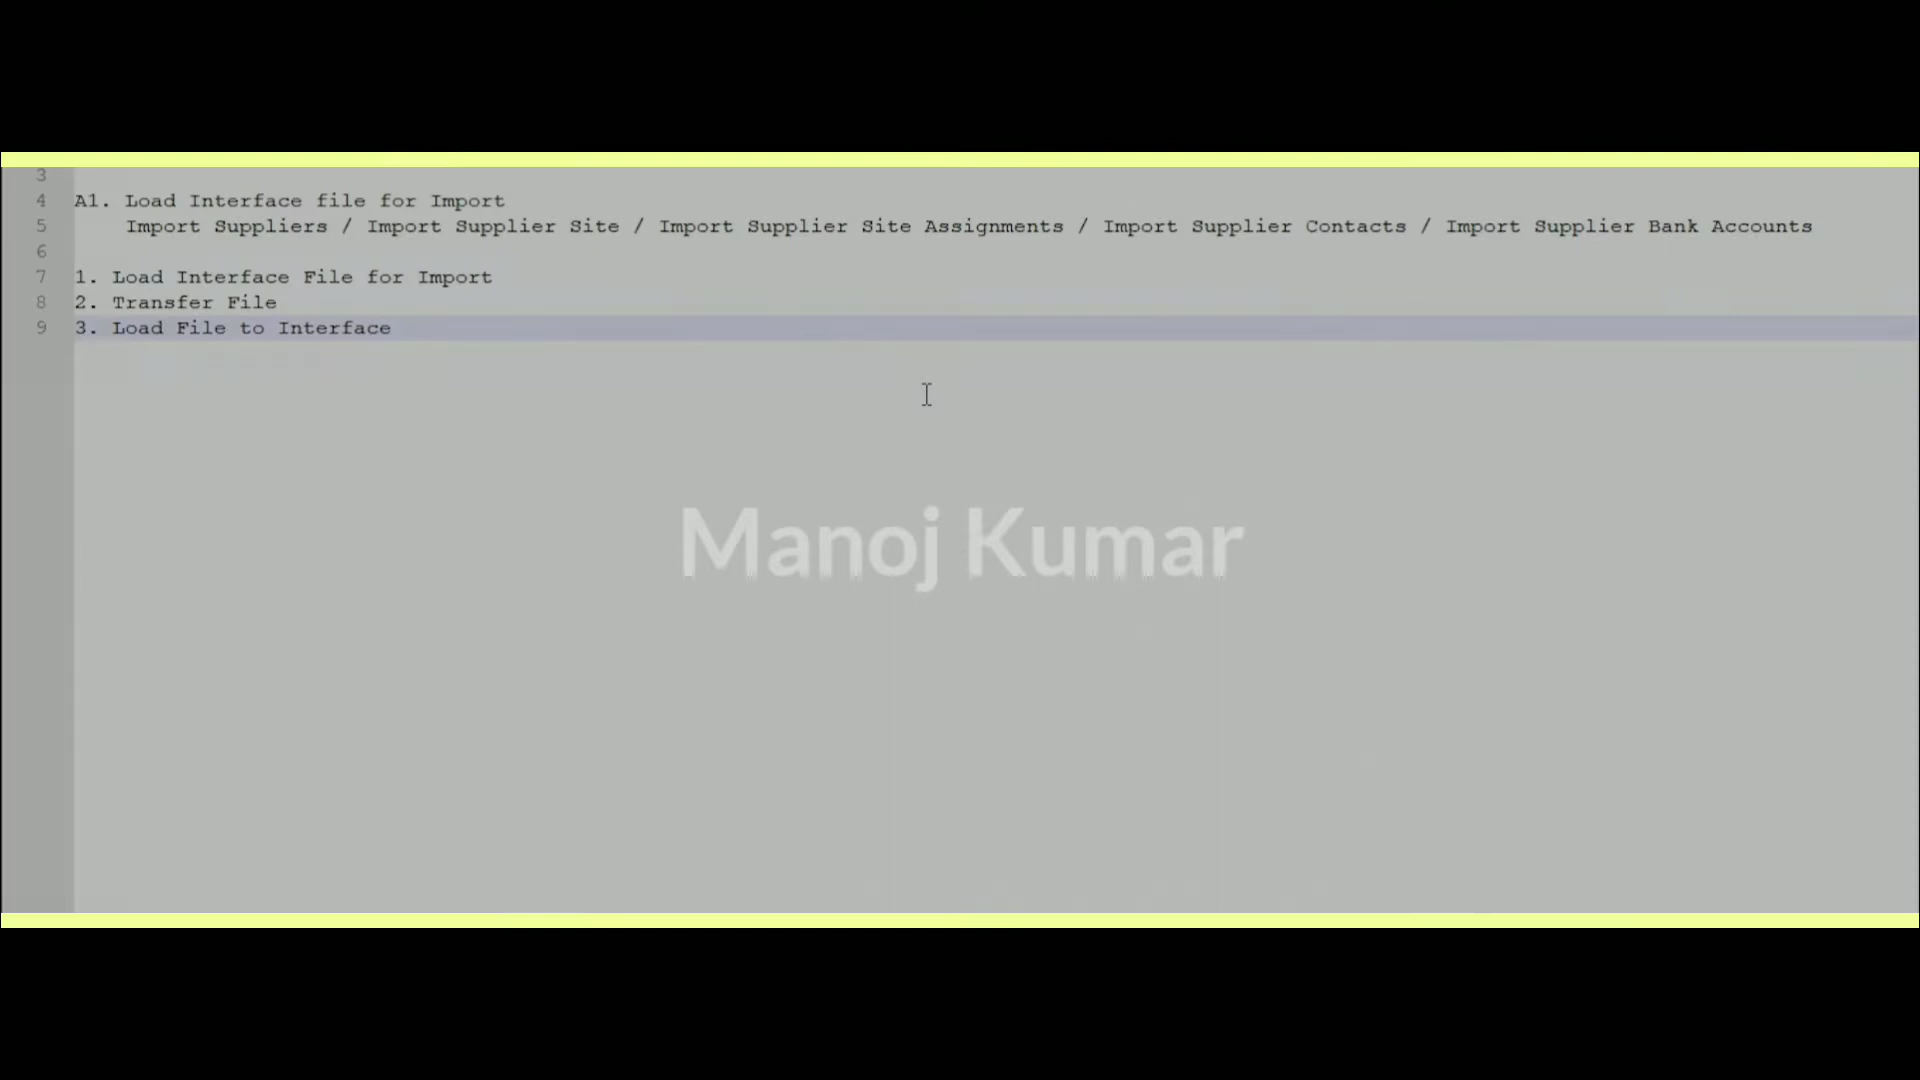 3
4 A1. Load Interface file for Import
5 Import Suppliers / Import Supplier Site / Import Supplier Site Assignments / Import Supplier Contacts / Import Supplier Bank Accounts
6
7 1. Load Interface File for Import
8 2. Transfer File
9 3. Load File to Interface
Manoj Kumar